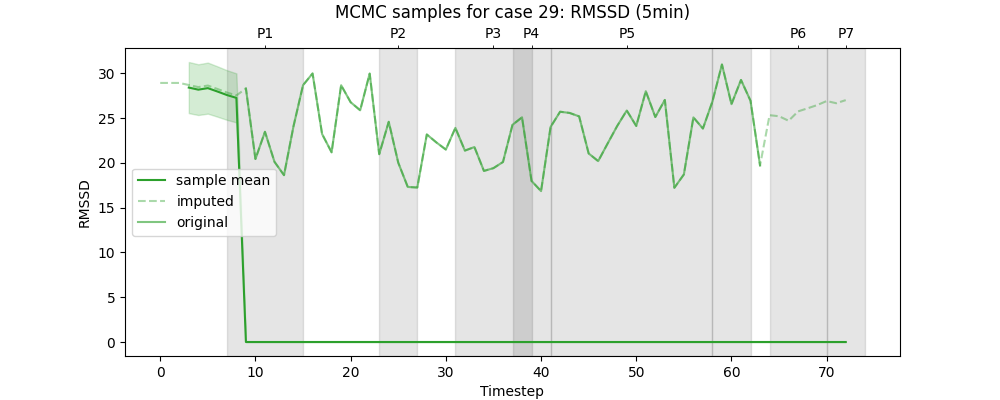 MCMC samples for case 29: RMSSD (5min)
P1 P2 P3 P4 P5 P6 P7
30
25
20
15
10
5
0
RMSSD
sample mean
imputed
original
0 10 20 30 40 50 60 70
Timestep